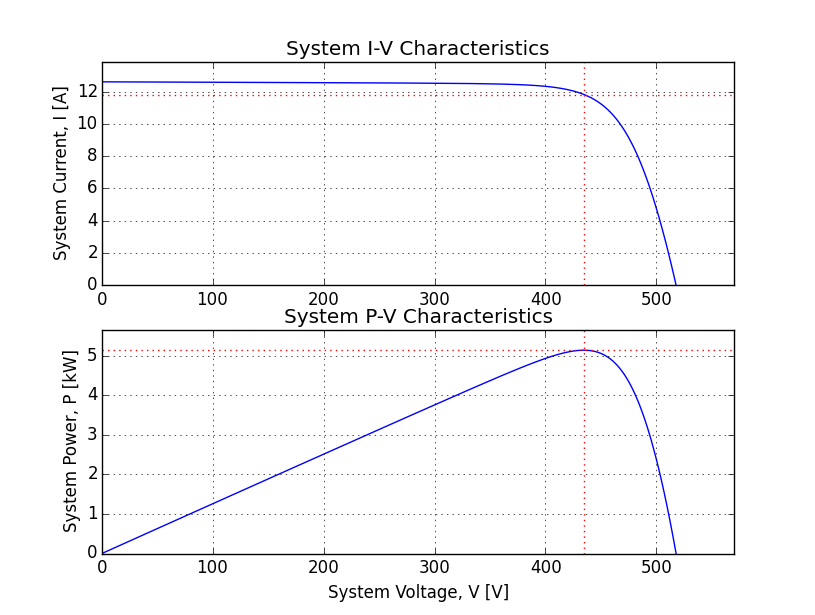 System I-V Characteristics
System Current, I [A]
12
10
8
6
4
2
0
0 100 200 300 400 500
System P-V Characteristics
System Power, P [kW]
5
4
3
2
1
0
0 100 200 300 400 500
System Voltage, V [V]